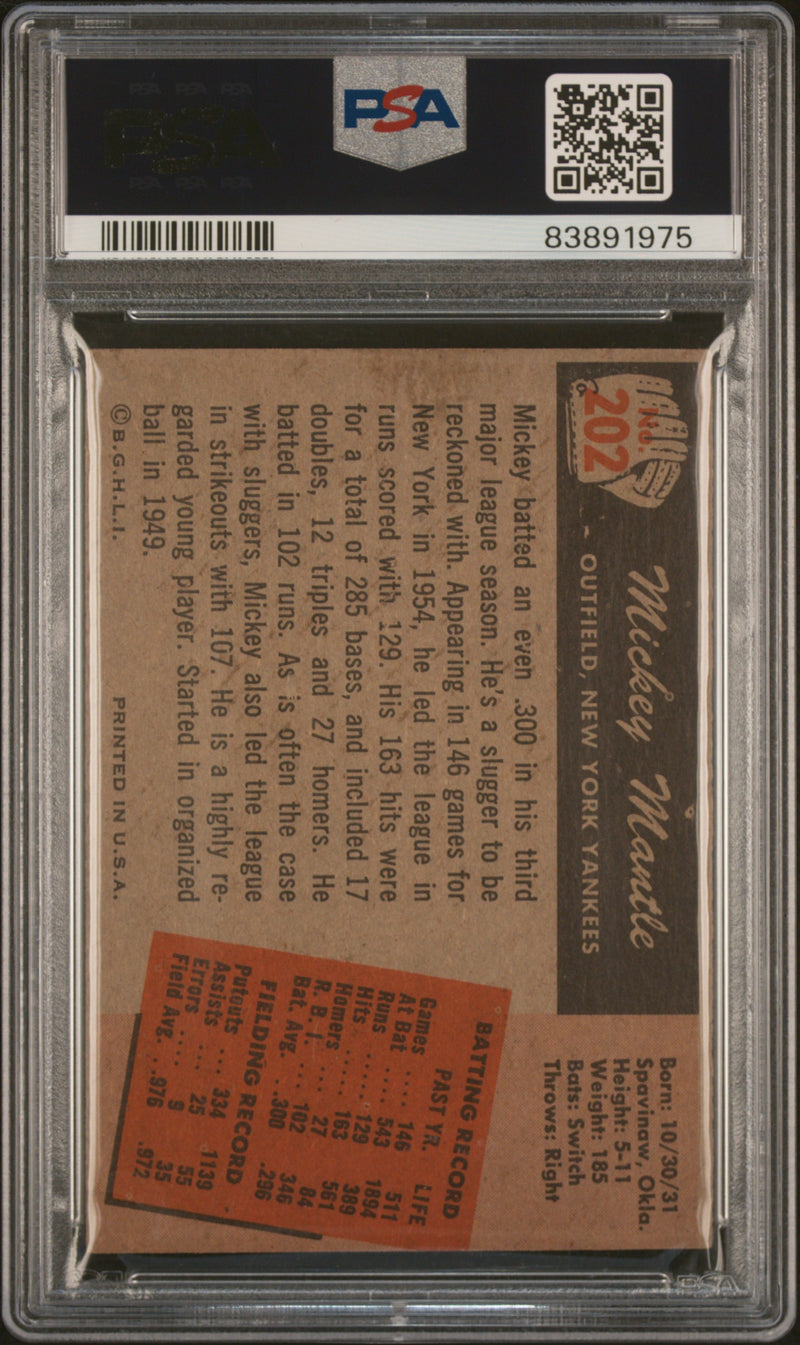 PSA PSA PSA
PSA
PSA PSA PSA
PSA
83891975
No.
202
Mickey Mantle
- OUTFIELD, NEW YORK YANKEES
Mickey batted an even .300 in his third
major league season. He's a slugger to be
reckoned with. Appearing in 146 games for
New York in 1954, he led the league in
runs scored with 129. His 163 hits were
for a total of 285 bases, and included 17
doubles, 12 triples and 27 homers. He
batted in 102 runs. As is often the case
with sluggers, Mickey also led the league
in strikeouts with 107. He is a highly re-
garded young player. Started in organized
ball in 1949.
©B.G.H.L.I. PRINTED IN U.S.A.
Born: 10/30/31
Spavinaw, Okla.
Height: 5-11
Weight: 185
Bats: Switch
Throws: Right
BATTING RECORD
PAST YR. LIFE
Games .... 146 511
At Bat .... 543 1894
Runs ...... 129 389
Hits ...... 163 561
Homers .... 27 84
R. B. I. .... 102 346
Bat. Avg. ... .300 .296
FIELDING RECORD
Putouts .... 334 1139
Assists .... 25 55
Errors .... 9 35
Field Avg. .. .976 .972
PSA